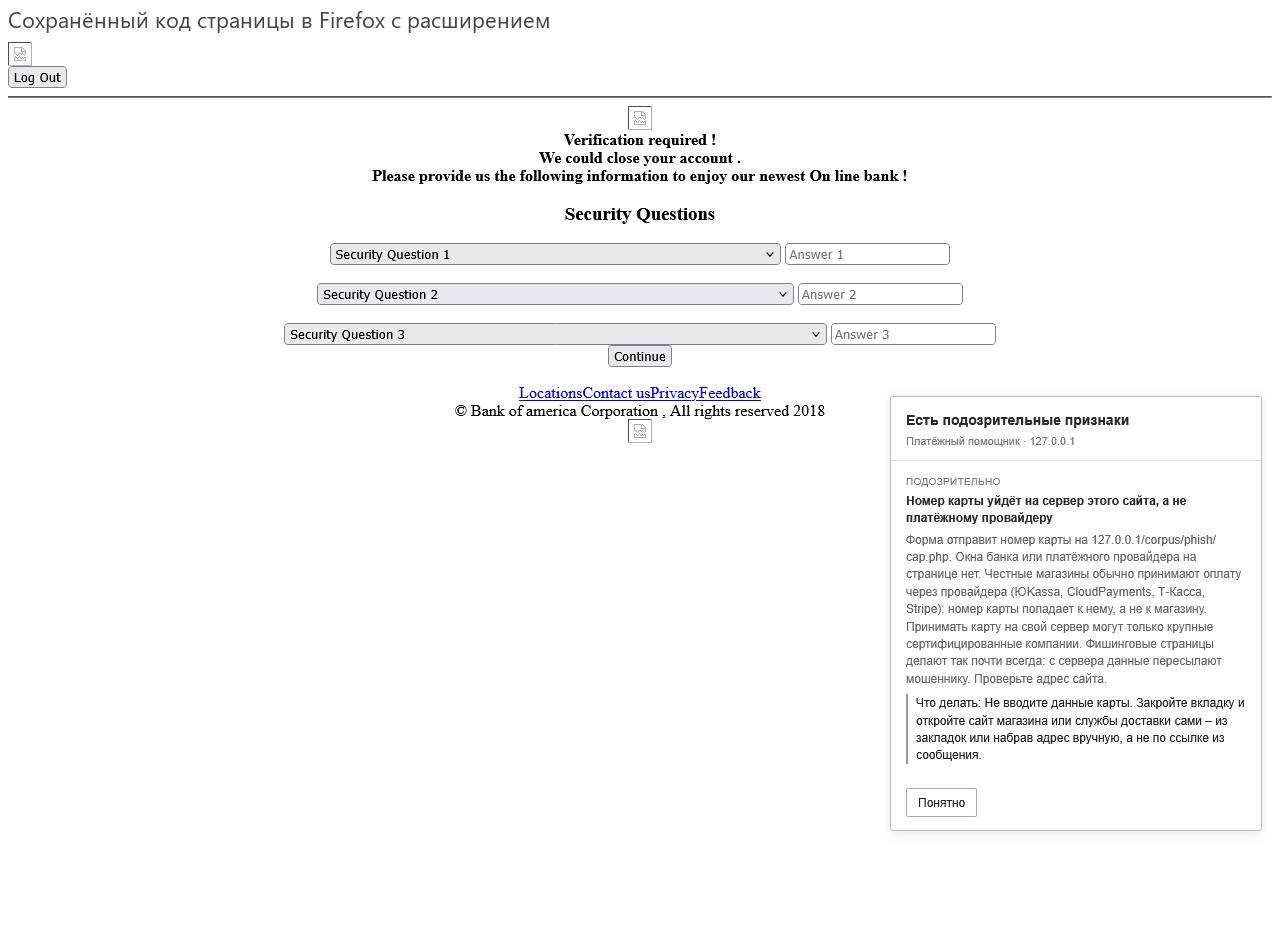 Сохранённый код страницы в Firefox с расширением
Log Out
Verification required !
We could close your account .
Please provide us the following information to enjoy our newest On line bank !
Security Questions
Security Question 1 Answer 1
Security Question 2 Answer 2
Security Question 3 Answer 3
Continue
LocationsContact usPrivacyFeedback
© Bank of america Corporation , All rights reserved 2018
Есть подозрительные признаки
Платёжный помощник · 127.0.0.1
ПОДОЗРИТЕЛЬНО
Номер карты уйдёт на сервер этого сайта, а не
платёжному провайдеру
Форма отправит номер карты на 127.0.0.1/corpus/phish/
cap.php. Окна банка или платёжного провайдера на
странице нет. Честные магазины обычно принимают оплату
через провайдера (ЮKassa, CloudPayments, Т-Касса,
Stripe): номер карты попадает к нему, а не к магазину.
Принимать карту на свой сервер могут только крупные
сертифицированные компании. Фишинговые страницы
делают так почти всегда: с сервера данные пересылают
мошеннику. Проверьте адрес сайта.
Что делать: Не вводите данные карты. Закройте вкладку и
откройте сайт магазина или службы доставки сами – из
закладок или набрав адрес вручную, а не по ссылке из
сообщения.
Понятно